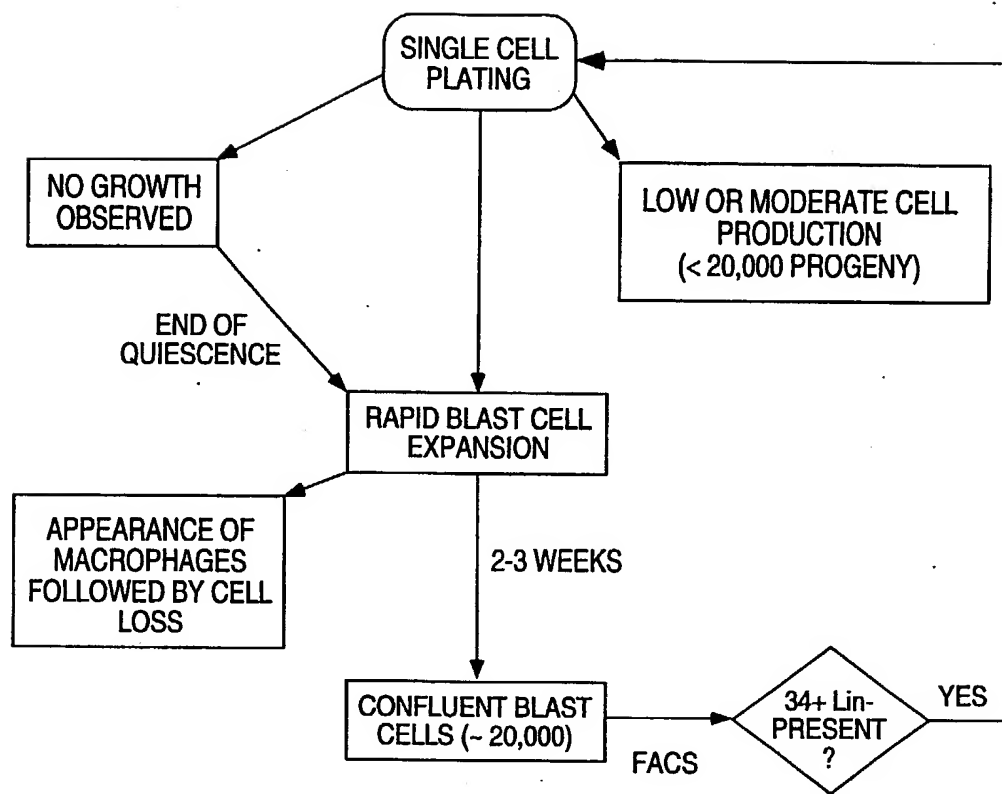 SINGLE CELL
PLATING
NO GROWTH
OBSERVED
LOW OR MODERATE CELL
PRODUCTION
(< 20,000 PROGENY)
END OF
QUIESCENCE
RAPID BLAST CELL
EXPANSION
APPEARANCE OF
MACROPHAGES
FOLLOWED BY CELL
LOSS
2-3 WEEKS
CONFLUENT BLAST
CELLS (~ 20,000)
FACS
34+ Lin-
PRESENT
?
YES